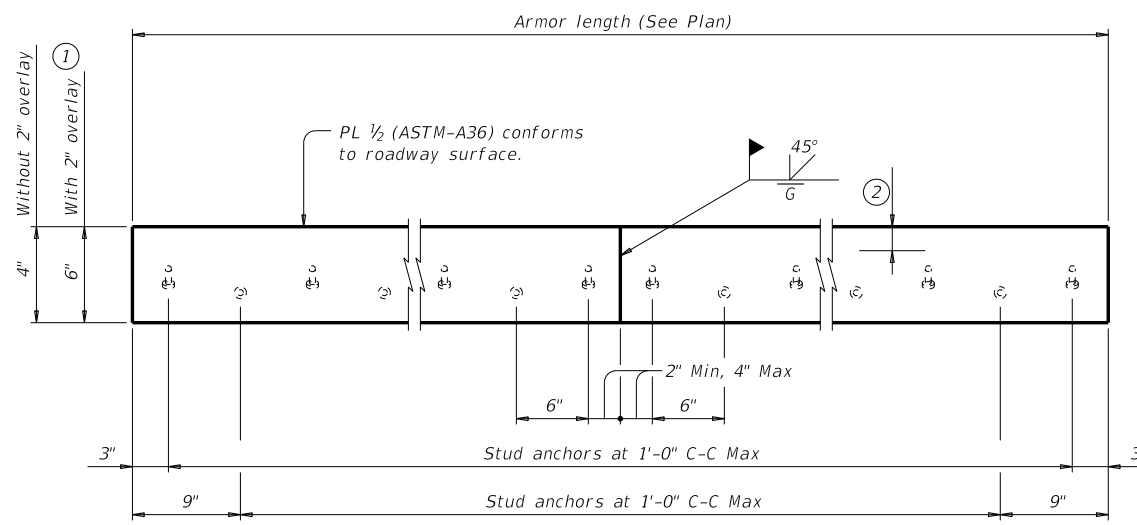 Armor length (See Plan)
Without 2" overlay
1
With 2" overlay
PL ½ (ASTM-A36) conforms
to roadway surface.
45°
G
2
4"
6"
2" Min, 4" Max
6"
6"
3"
Stud anchors at 1'-0" C-C Max
3
9"
Stud anchors at 1'-0" C-C Max
9"